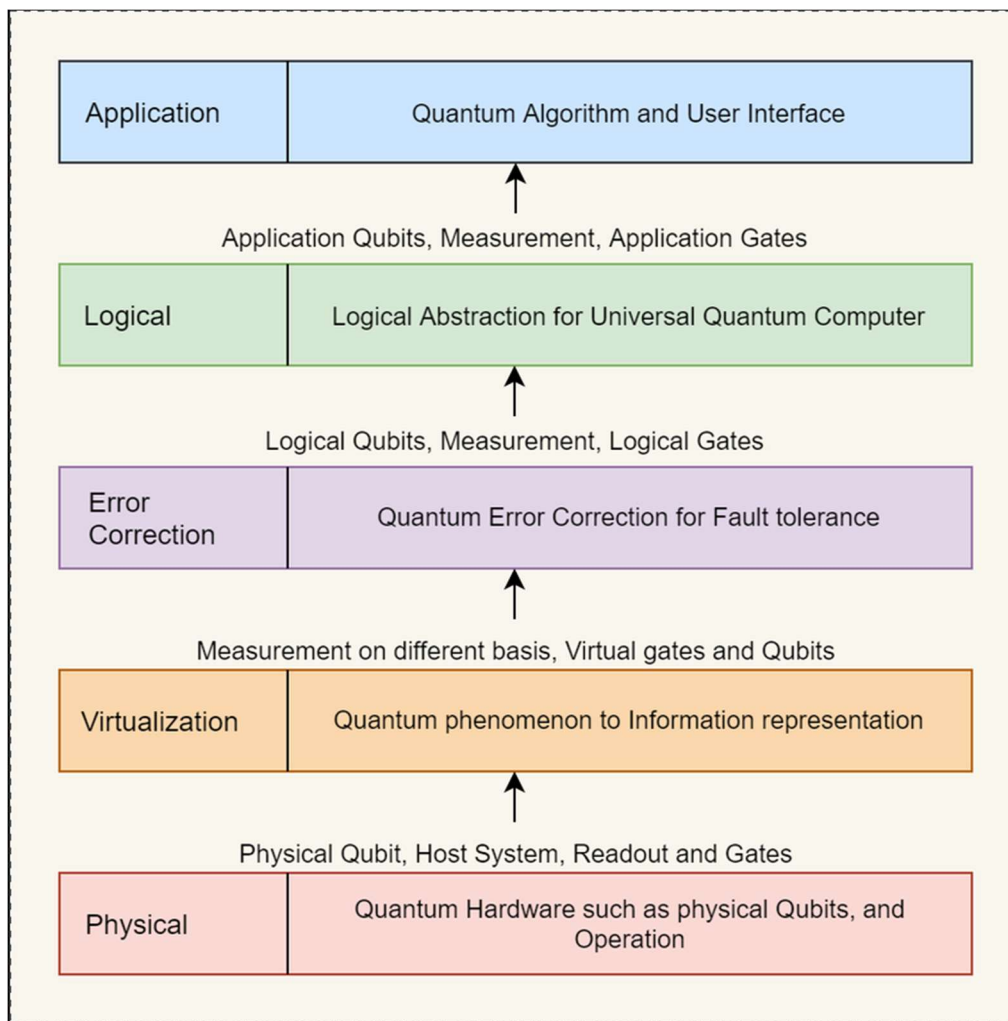 Application
Quantum Algorithm and User Interface
Application Qubits, Measurement, Application Gates
Logical
Logical Abstraction for Universal Quantum Computer
Logical Qubits, Measurement, Logical Gates
Error
Correction
Quantum Error Correction for Fault tolerance
Measurement on different basis, Virtual gates and Qubits
Virtualization
Quantum phenomenon to Information representation
Physical Qubit, Host System, Readout and Gates
Physical
Quantum Hardware such as physical Qubits, and
Operation